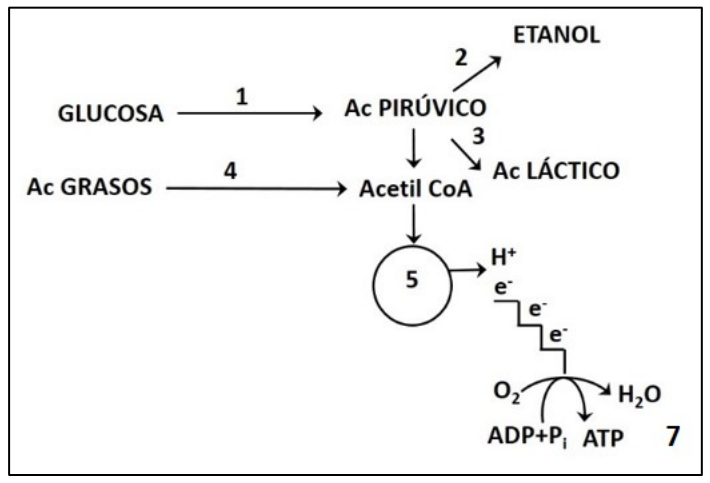 ETANOL
2
1
GLUCOSA
Ac PIRÚVICO
3
Ac LÁCTICO
4
Ac GRASOS
Acetil CoA
5
H⁺
e⁻
e⁻
e⁻
O₂
H₂O
ADP+Pᵢ ATP 7